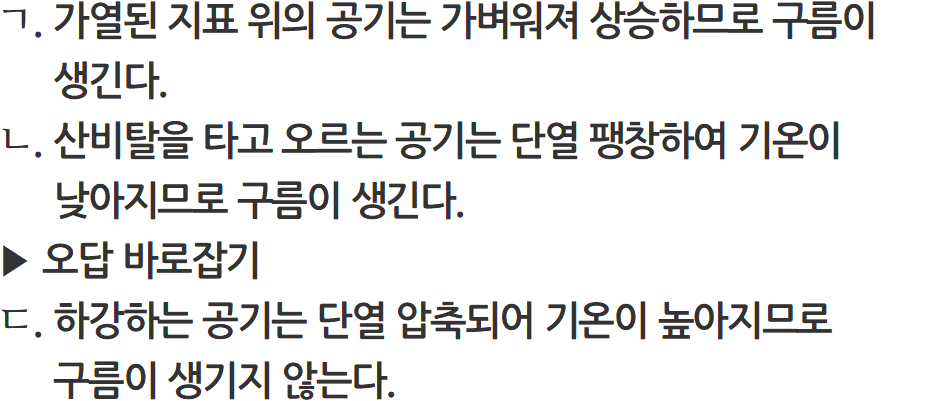 ㄱ. 가열된 지표 위의 공기는 가벼워져 상승하므로 구름이
생긴다.
ㄴ. 산비탈을 타고 오르는 공기는 단열 팽창하여 기온이
낮아지므로 구름이 생긴다.
▶ 오답 바로잡기
ㄷ. 하강하는 공기는 단열 압축되어 기온이 높아지므로
구름이 생기지 않는다.